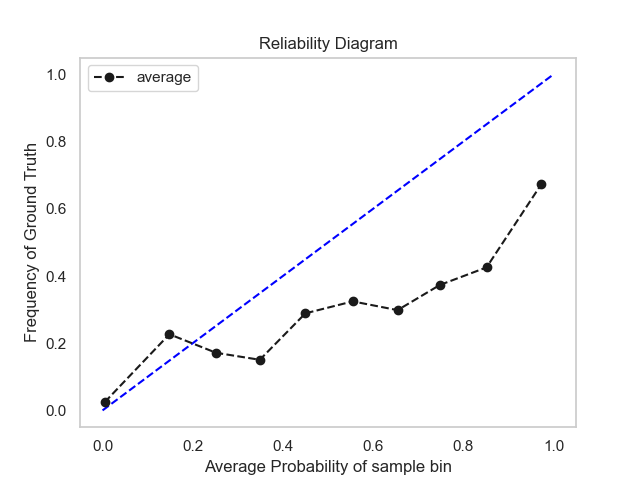 Reliability Diagram
average
Frequency of Ground Truth
1.0
0.8
0.6
0.4
0.2
0.0
0.0 0.2 0.4 0.6 0.8 1.0
Average Probability of sample bin